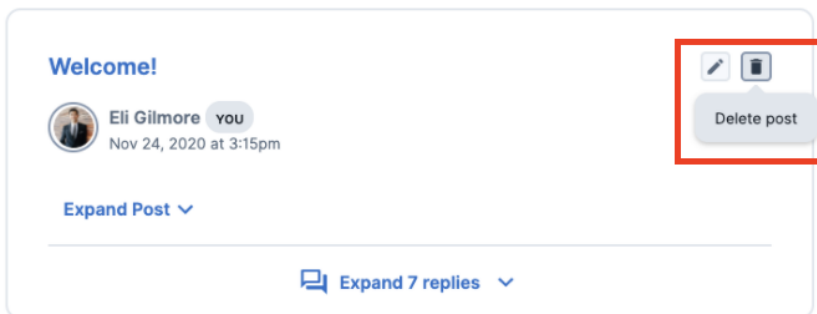 Welcome!
Eli Gilmore YOU
Nov 24, 2020 at 3:15pm
Delete post
Expand Post
Expand 7 replies